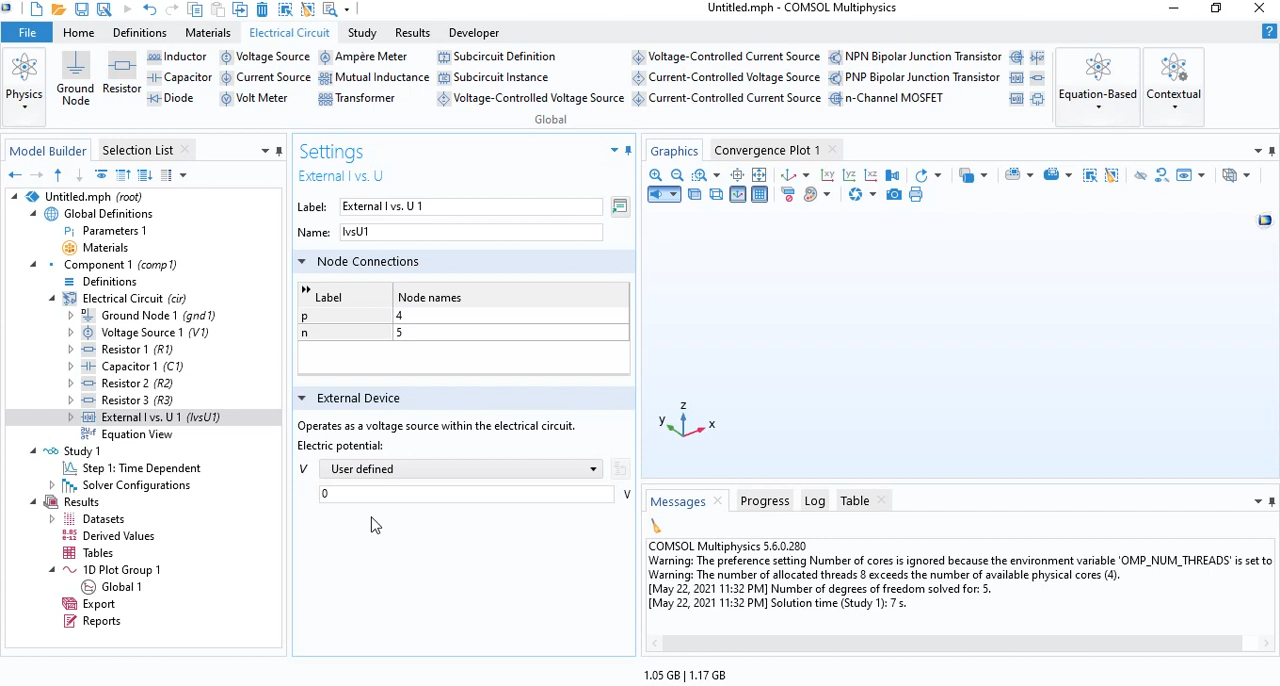 Untitled.mph - COMSOL Multiphysics
File Home Definitions Materials Electrical Circuit Study Results Developer
Physics
Ground Node
Resistor
Inductor Voltage Source Ampère Meter Subcircuit Definition Voltage-Controlled Current Source NPN Bipolar Junction Transistor
Capacitor Current Source Mutual Inductance Subcircuit Instance Current-Controlled Voltage Source PNP Bipolar Junction Transistor
Diode Volt Meter Transformer Voltage-Controlled Voltage Source Current-Controlled Current Source n-Channel MOSFET
Equation-Based
Contextual
Global
Model Builder Selection List
Untitled.mph (root)
Global Definitions
Pi Parameters 1
Materials
Component 1 (comp1)
Definitions
Electrical Circuit (cir)
D Ground Node 1 (gnd1)
Voltage Source 1 (V1)
Resistor 1 (R1)
Capacitor 1 (C1)
Resistor 2 (R2)
Resistor 3 (R3)
External I vs. U 1 (IvsU1)
Equation View
Study 1
Step 1: Time Dependent
Solver Configurations
Results
Datasets
Derived Values
Tables
1D Plot Group 1
Global 1
Export
Reports
Settings
External I vs. U
Label: External I vs. U 1
Name: IvsU1
Node Connections
Label Node names
p 4
n 5
External Device
Operates as a voltage source within the electrical circuit.
Electric potential:
V User defined
0 V
Graphics Convergence Plot 1
xy yz xz
z
y x
Messages Progress Log Table
COMSOL Multiphysics 5.6.0.280
Warning: The preference setting Number of cores is ignored because the environment variable 'OMP_NUM_THREADS' is set to
Warning: The number of allocated threads 8 exceeds the number of available physical cores (4).
[May 22, 2021 11:32 PM] Number of degrees of freedom solved for: 5.
[May 22, 2021 11:32 PM] Solution time (Study 1): 7 s.
1.05 GB | 1.17 GB